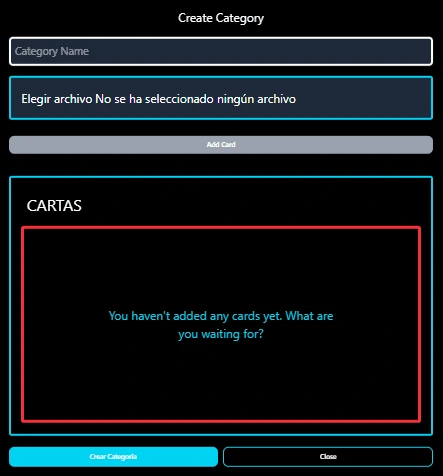 Create Category
Category Name
Elegir archivo No se ha seleccionado ningún archivo
Add Card
CARTAS
You haven't added any cards yet. What are
you waiting for?
Crear Categoria
Close